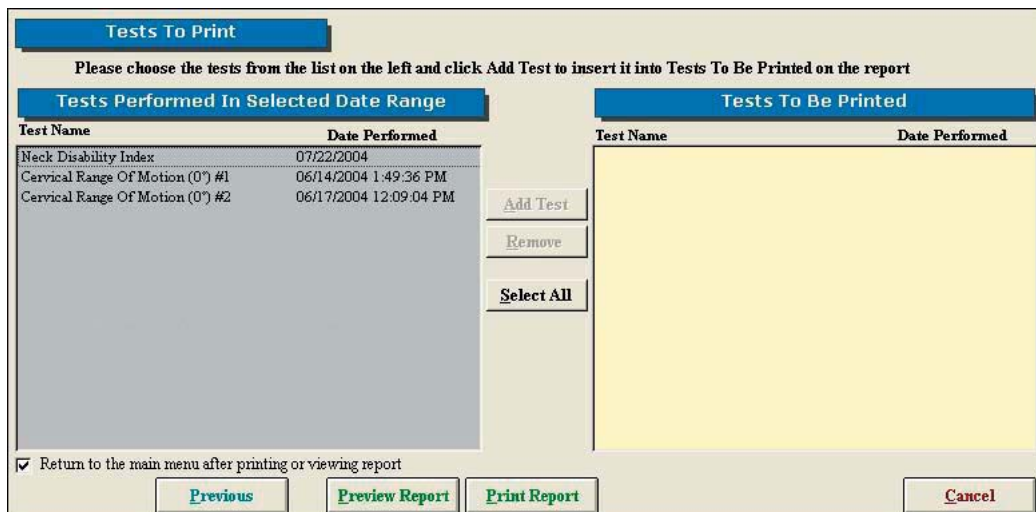 Tests To Print
Please choose the tests from the list on the left and click Add Test to insert it into Tests To Be Printed on the report
Tests Performed In Selected Date Range
Test Name Date Performed
Neck Disability Index 07/22/2004
Cervical Range Of Motion (0°) #1 06/14/2004 1:49:36 PM
Cervical Range Of Motion (0°) #2 06/17/2004 12:09:04 PM
Add Test
Remove
Select All
Tests To Be Printed
Test Name Date Performed
Return to the main menu after printing or viewing report
Previous Preview Report Print Report Cancel